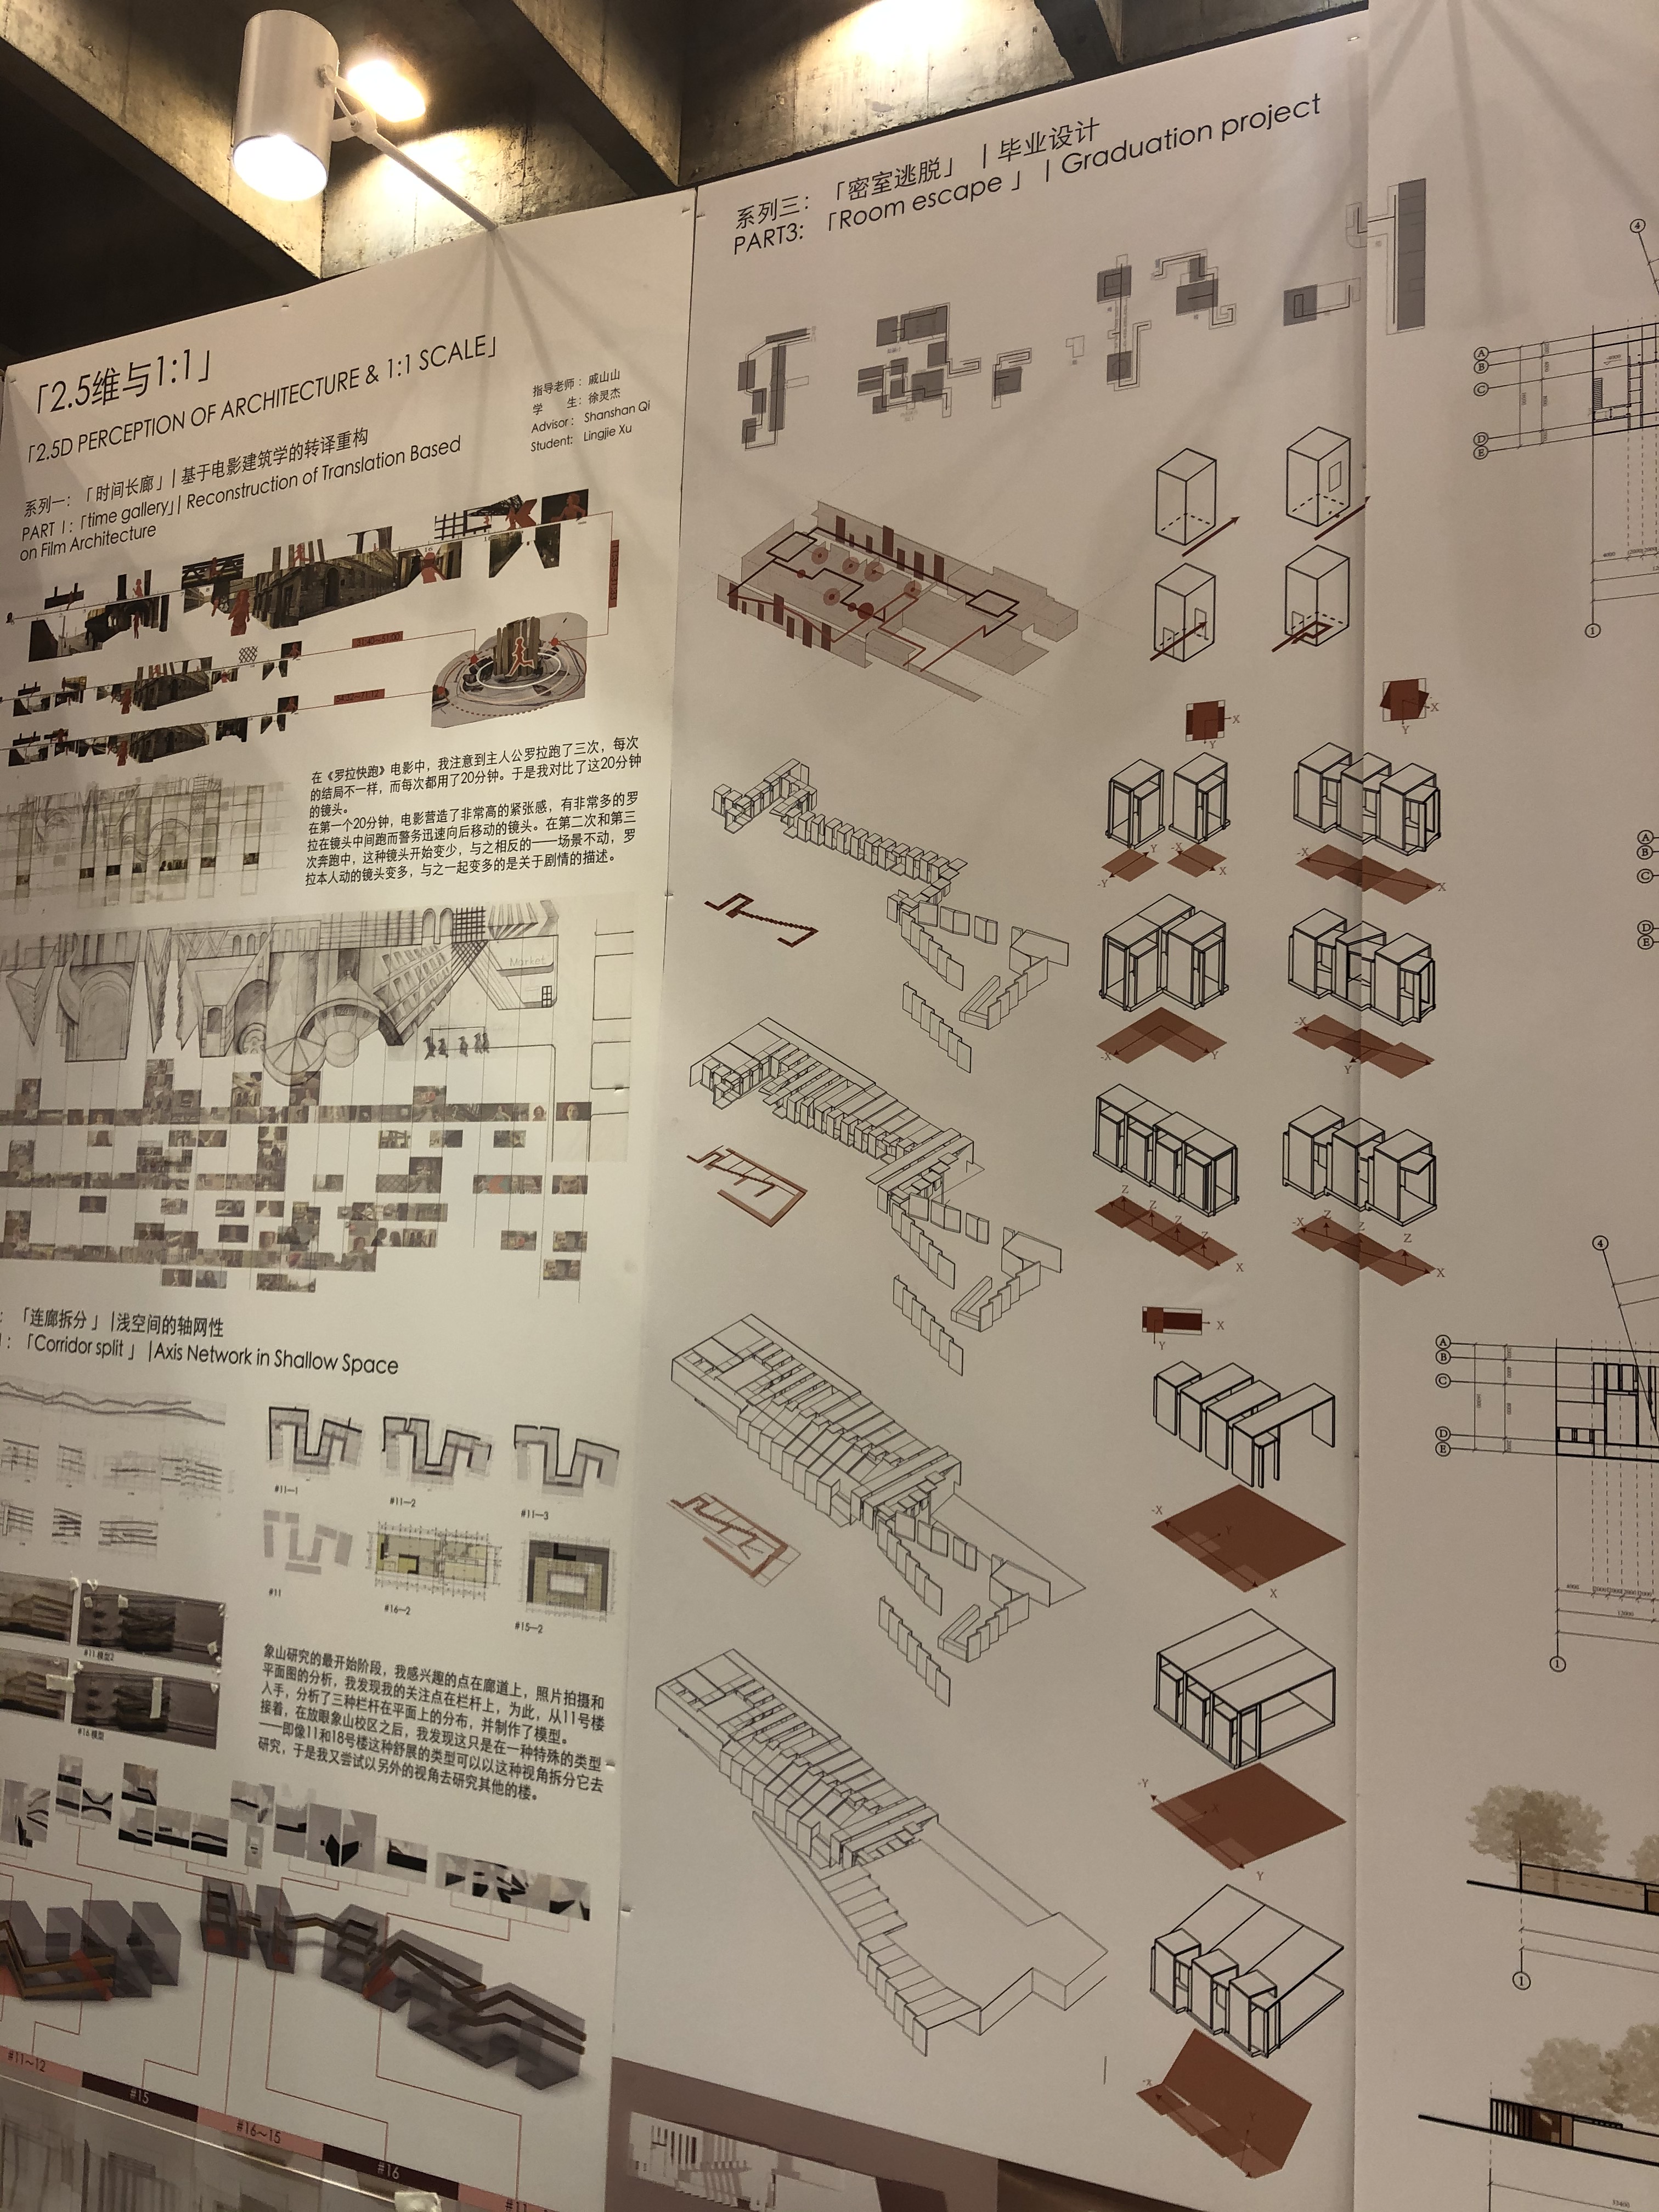 「2.5维与1:1」
「2.5D PERCEPTION OF ARCHITECTURE & 1:1 SCALE」
指导老师：戚山山
学 生：徐灵杰
Advisor: Shanshan Qi
Student: Lingjie Xu
系列一：「时间长廊」| 基于电影建筑学的转译重构
PART I:「time gallery」| Reconstruction of Translation Based
on Film Architecture
在《罗拉快跑》电影中，我注意到主人公罗拉跑了三次，每次
的结局不一样，而每次都用了20分钟。于是我对比了这20分钟
的镜头。
在第一个20分钟，电影营造了非常高的紧张感，有非常多的罗
拉在镜头中间跑而警务迅速向后移动的镜头。在第二次和第三
次奔跑中，这种镜头开始变少，与之相反的——场景不动，罗
拉本人动的镜头变多，与之一起变多的是关于剧情的描述。
Market
：「连廊拆分」|浅空间的轴网性
：「Corridor split」|Axis Network in Shallow Space
#11—1
#11—2
#11—3
#11
#16—2
#15—2
#11 模型2
#16 模型
象山研究的最开始阶段，我感兴趣的点在廊道上，照片拍摄和
平面图的分析，我发现我的关注点在栏杆上，为此，从11号楼
入手，分析了三种栏杆在平面上的分布，并制作了模型。
接着，在放眼象山校区之后，我发现这只是在一种特殊的类型
——即像11和18号楼这种舒展的类型可以以这种视角拆分它去
研究，于是我又尝试以另外的视角去研究其他的楼。
#11~12
#15
#16~15
#16
系列三：「密室逃脱」 | 毕业设计
PART3: 「Room escape」 | Graduation project
X
Y
X
Y
-Y
Y
-X
X
-X
X
-X
Y
-X
Y
Z
Z
Z
Z
X
-X
Z
Z
Z
X
X
Y
-X
Y
X
-Y
X
Y
-X
Y
4
A
B
C
D
E
1
A
B
C
D
E
4
A
B
C
D
E
1
1